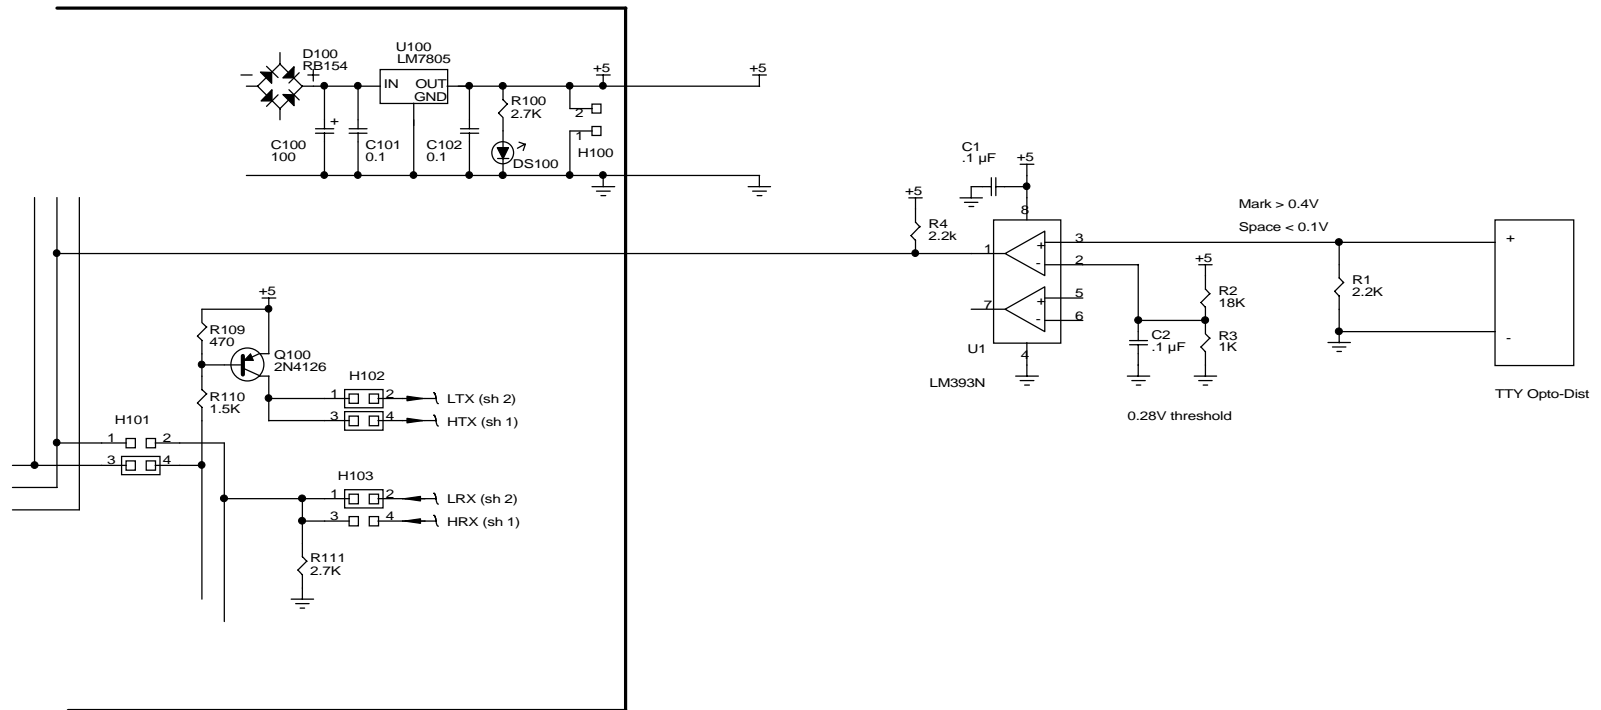 D100
RB154
−
+
U100
LM7805
IN
OUT
GND
+5
+5
R100
2.7K
2
1
H100
+
C100
100
C101
0.1
C102
0.1
DS100
C1
.1 µF
+5
8
+5
R4
2.2k
1
+
-
3
2
7
+
-
5
6
U1
4
LM393N
Mark > 0.4V
Space < 0.1V
+5
R2
18K
R3
1K
C2
.1 µF
0.28V threshold
R1
2.2K
+
-
TTY Opto-Dist
+5
R109
470
Q100
2N4126
R110
1.5K
H102
1
2
LTX (sh 2)
3
4
HTX (sh 1)
H101
1
2
3
4
H103
1
2
LRX (sh 2)
3
4
HRX (sh 1)
R111
2.7K